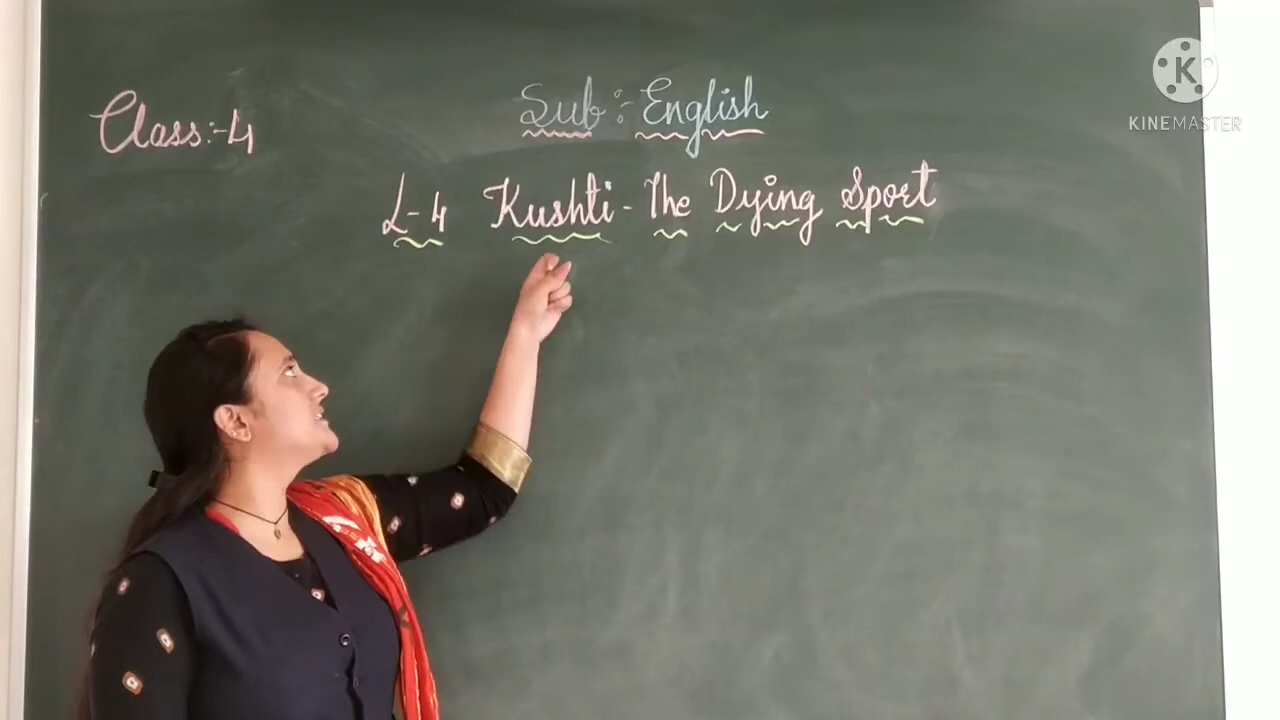 Class:-4
Sub:- English
L-4 Kushti - The Dying Sport
K
KINEMASTER